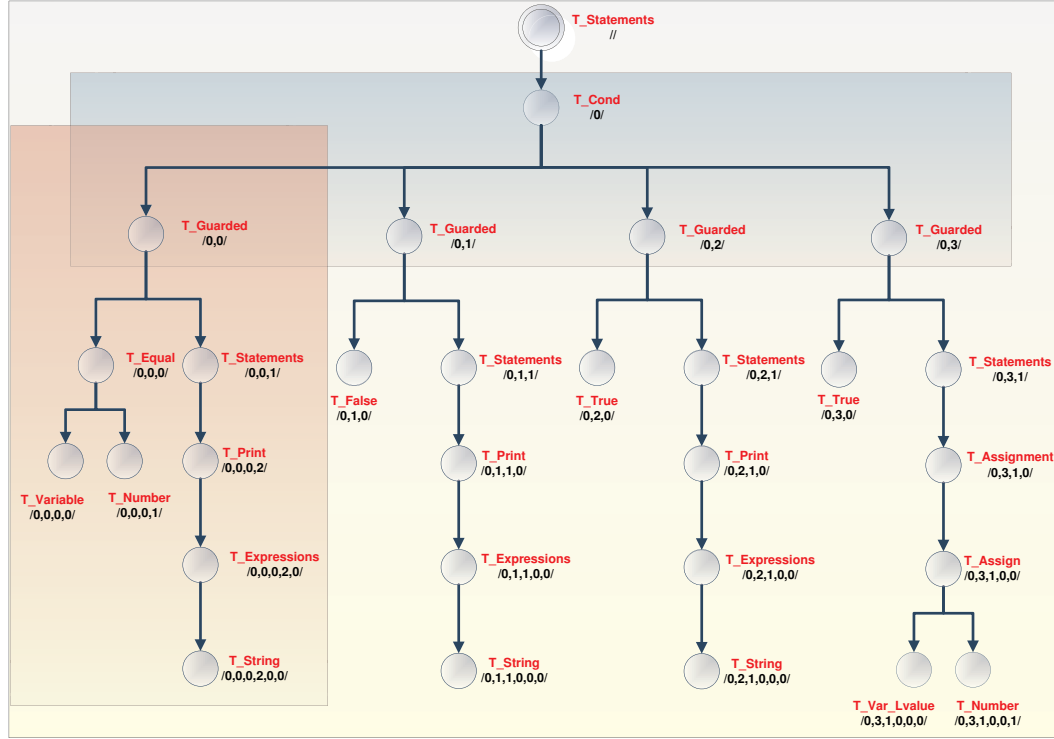 T_Statements
//
T_Cond
/0/
T_Guarded
/0,0/
T_Guarded
/0,1/
T_Guarded
/0,2/
T_Guarded
/0,3/
T_Equal
/0,0,0/
T_Statements
/0,0,1/
T_False
/0,1,0/
T_Statements
/0,1,1/
T_True
/0,2,0/
T_Statements
/0,2,1/
T_True
/0,3,0/
T_Statements
/0,3,1/
T_Variable
/0,0,0,0/
T_Number
/0,0,0,1/
T_Print
/0,0,0,2/
T_Print
/0,1,1,0/
T_Print
/0,2,1,0/
T_Assignment
/0,3,1,0/
T_Expressions
/0,0,0,2,0/
T_Expressions
/0,1,1,0,0/
T_Expressions
/0,2,1,0,0/
T_Assign
/0,3,1,0,0/
T_String
/0,0,0,2,0,0/
T_String
/0,1,1,0,0,0/
T_String
/0,2,1,0,0,0/
T_Var_Lvalue
/0,3,1,0,0,0/
T_Number
/0,3,1,0,0,1/